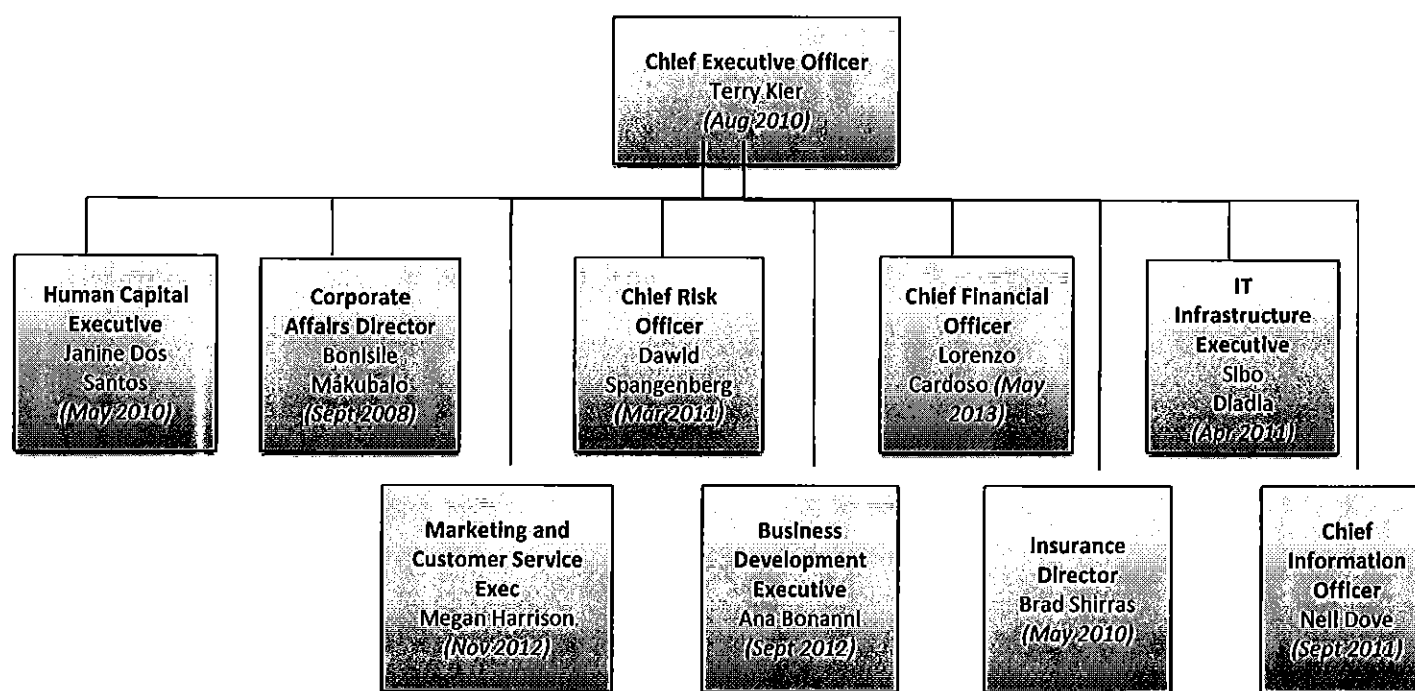 Chief Executive Officer
Terry Kier
(Aug 2010)
Human Capital
Executive
Janine Dos
Santos
(May 2010)
Corporate
Affairs Director
Bonisile
Makubalo
(Sept 2008)
Chief Risk
Officer
Dawid
Spangenberg
(Mar 2011)
Chief Financial
Officer
Lorenzo
Cardoso (May
2013)
IT
Infrastructure
Executive
Sibo
Dladla
(Apr 2011)
Marketing and
Customer Service
Exec
Megan Harrison
(Nov 2012)
Business
Development
Executive
Ana Bonanni
(Sept 2012)
Insurance
Director
Brad Shirras
(May 2010)
Chief
Information
Officer
Neil Dove
(Sept 2011)